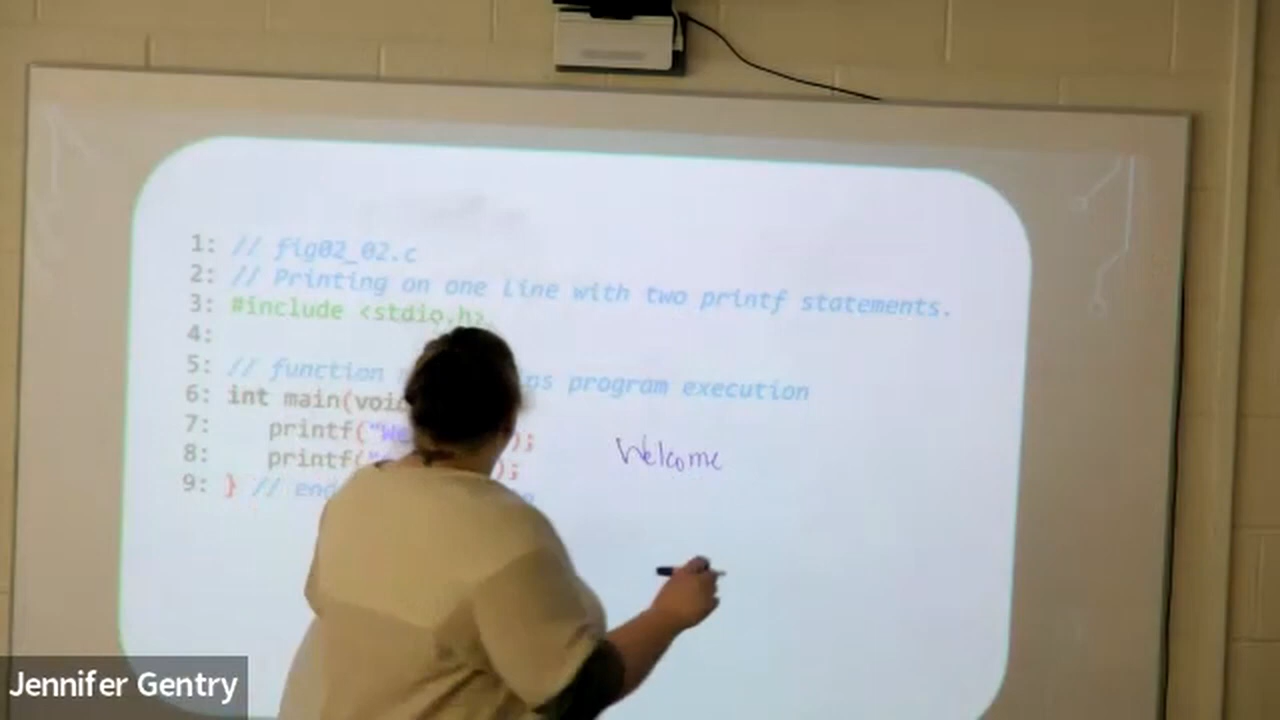 1: // fig02_02.c
2: // Printing on one line with two printf statements.
3: #include <stdio.h>
4:
5: // function program execution
6: int main(void
7: printf("We );
8: printf(" );
9: } // end
Welcome
Jennifer Gentry